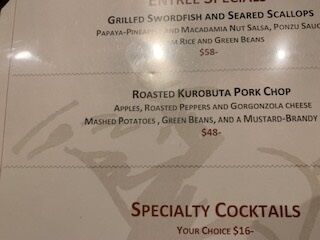 Entrée Specials
Grilled Swordfish and Seared Scallops
Papaya-Pineapple and Macadamia Nut Salsa, Ponzu Sauc
Rice and Green Beans
$58-
Roasted Kurobuta Pork Chop
Apples, Roasted Peppers and Gorgonzola cheese
Mashed Potatoes , Green Beans, and a Mustard-Brandy
$48-
Specialty Cocktails
Your Choice $16-